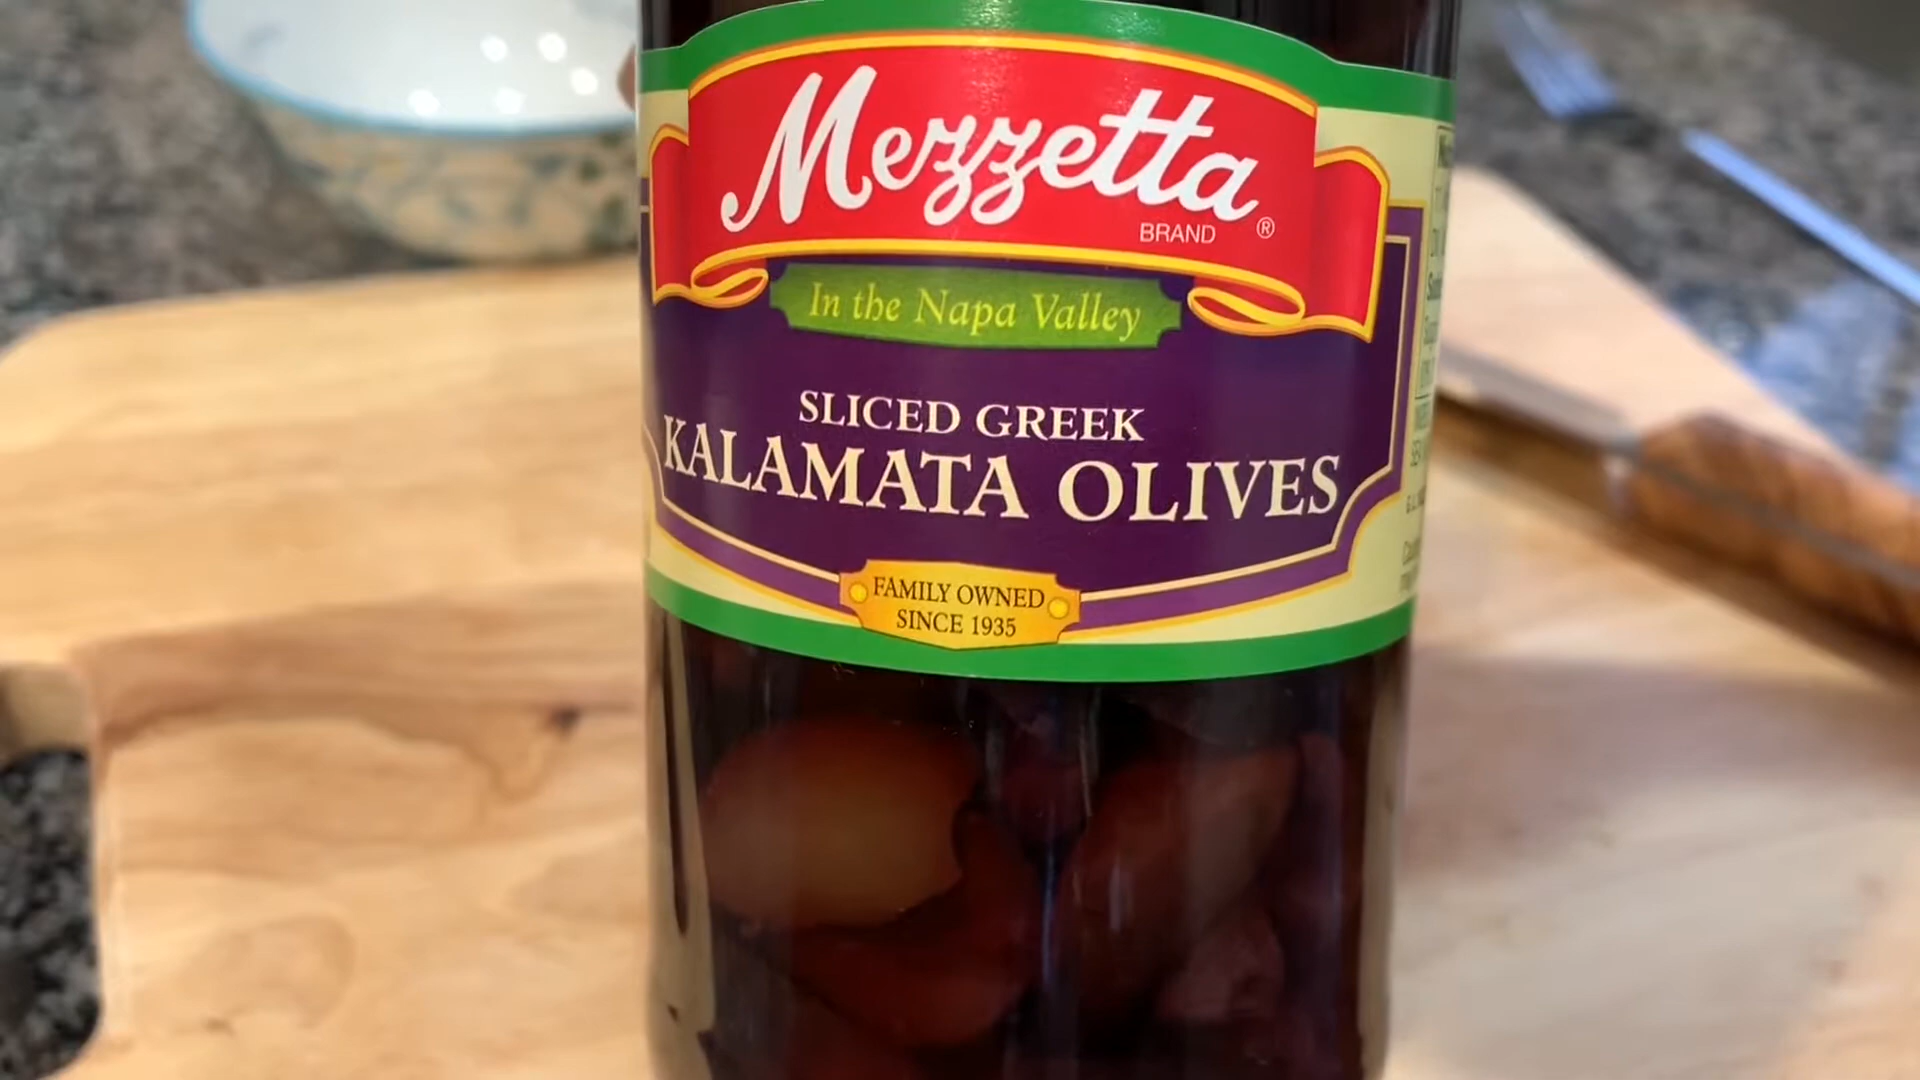 Mezzetta
BRAND ®
In the Napa Valley
SLICED GREEK
KALAMATA OLIVES
FAMILY OWNED
SINCE 1935